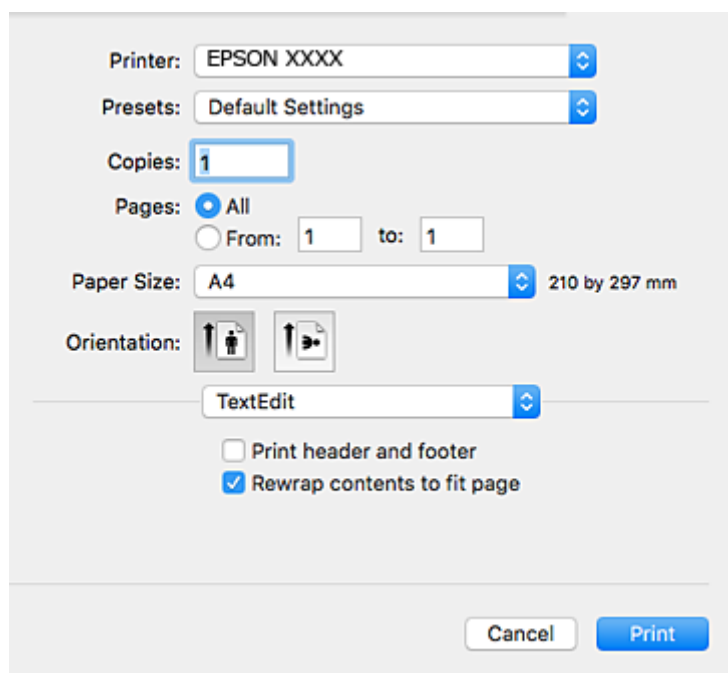 Printer: EPSON XXXX
Presets: Default Settings
Copies: 1
Pages: All
From: 1 to: 1
Paper Size: A4 210 by 297 mm
Orientation:
TextEdit
Print header and footer
Rewrap contents to fit page
Cancel Print